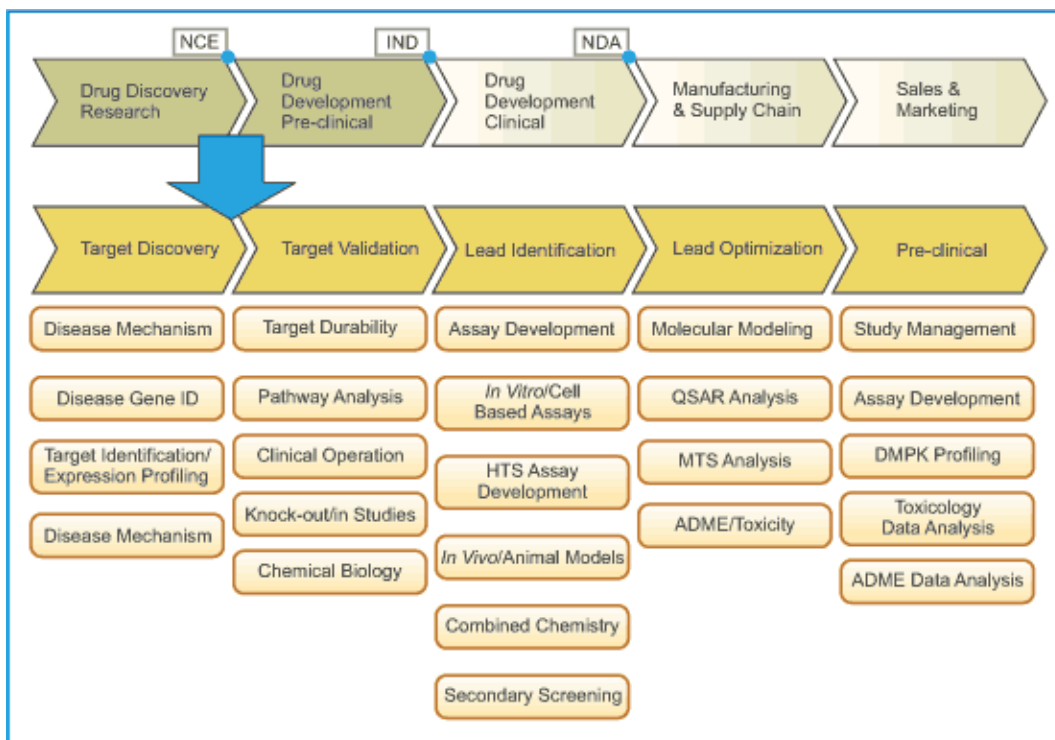 NCE
IND
NDA
Drug Discovery
Research
Drug
Development
Pre-clinical
Drug
Development
Clinical
Manufacturing
& Supply Chain
Sales &
Marketing
Target Discovery
Target Validation
Lead Identification
Lead Optimization
Pre-clinical
Disease Mechanism
Disease Gene ID
Target Identification/
Expression Profiling
Disease Mechanism
Target Durability
Pathway Analysis
Clinical Operation
Knock-out/in Studies
Chemical Biology
Assay Development
In Vitro/Cell
Based Assays
HTS Assay
Development
In Vivo/Animal Models
Combined Chemistry
Secondary Screening
Molecular Modeling
QSAR Analysis
MTS Analysis
ADME/Toxicity
Study Management
Assay Development
DMPK Profiling
Toxicology
Data Analysis
ADME Data Analysis